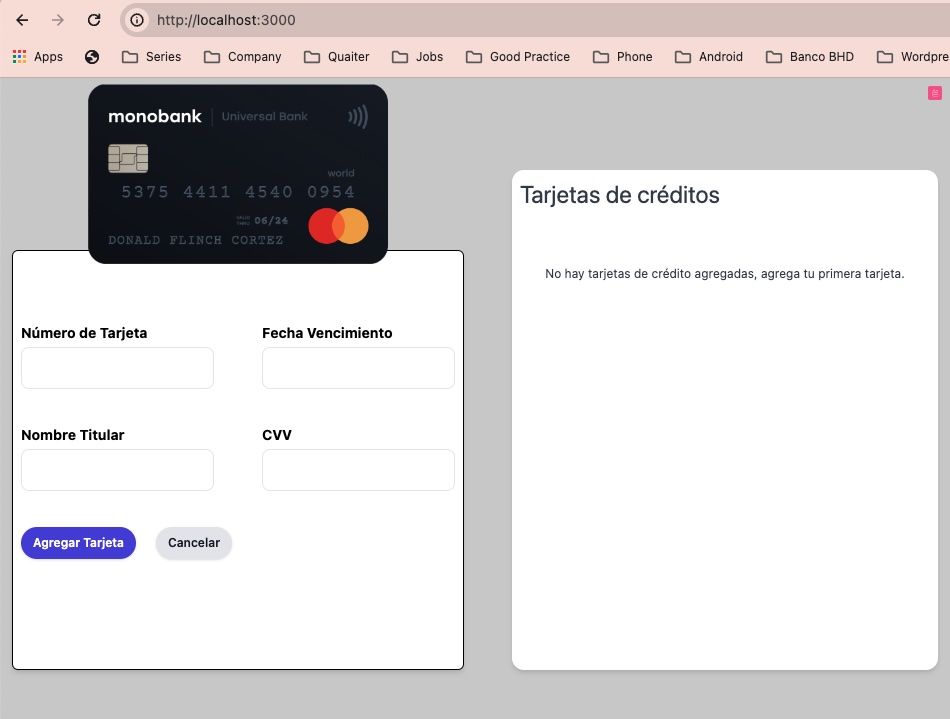 http://localhost:3000
Apps Series Company Quaiter Jobs Good Practice Phone Android Banco BHD Wordpre
monobank Universal Bank
world
5375 4411 4540 0954
VALID THRU 06/24
DONALD FLINCH CORTEZ
Número de Tarjeta Fecha Vencimiento
Nombre Titular CVV
Agregar Tarjeta Cancelar
Tarjetas de créditos
No hay tarjetas de crédito agregadas, agrega tu primera tarjeta.